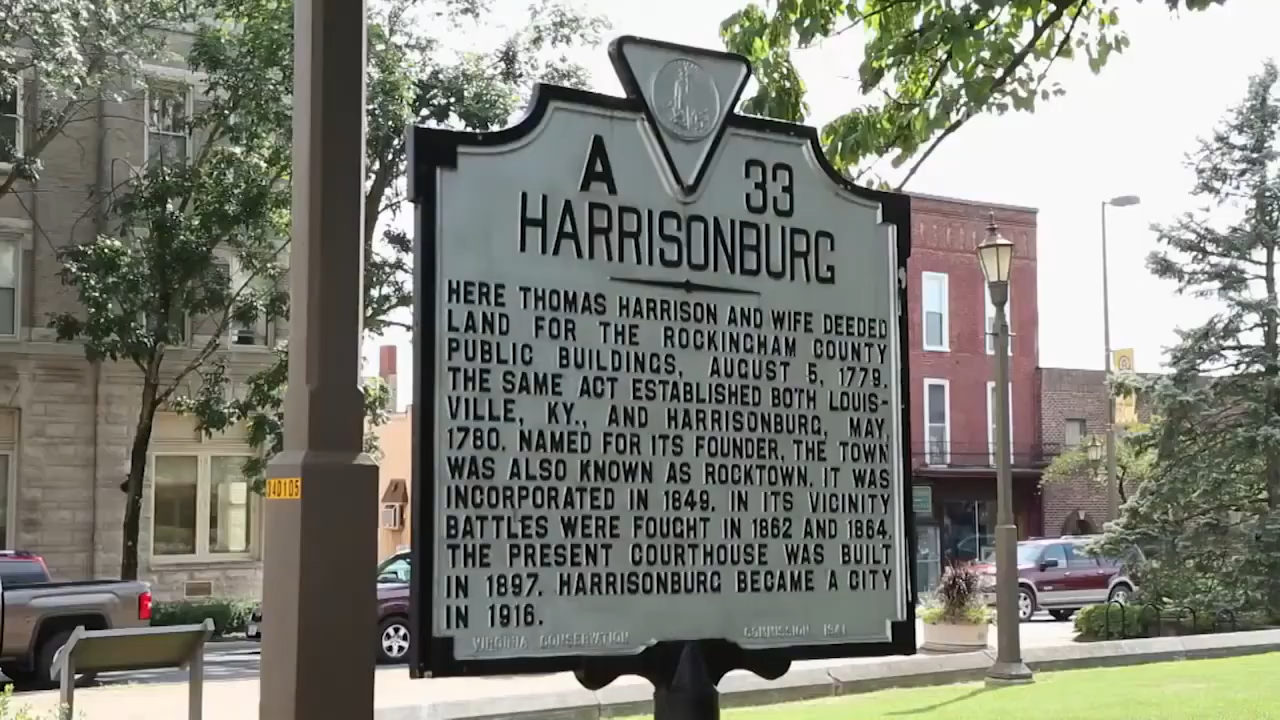 A 33
HARRISONBURG
HERE THOMAS HARRISON AND WIFE DEEDED
LAND FOR THE ROCKINGHAM COUNTY
PUBLIC BUILDINGS, AUGUST 5, 1779.
THE SAME ACT ESTABLISHED BOTH LOUIS-
VILLE, KY., AND HARRISONBURG, MAY,
1780. NAMED FOR ITS FOUNDER, THE TOWN
WAS ALSO KNOWN AS ROCKTOWN. IT WAS
INCORPORATED IN 1849. IN ITS VICINITY
BATTLES WERE FOUGHT IN 1862 AND 1864.
THE PRESENT COURTHOUSE WAS BUILT
IN 1897. HARRISONBURG BECAME A CITY
IN 1916.
VIRGINIA CONSERVATION COMMISSION 1941
340105